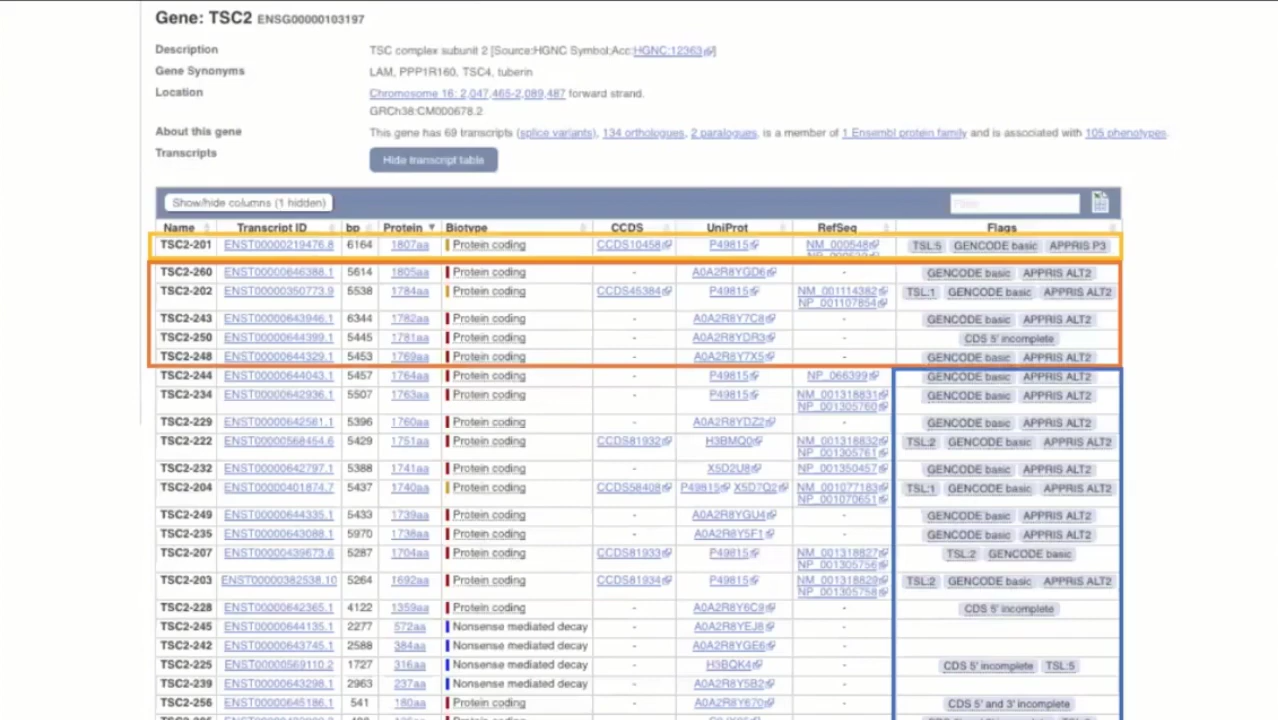 Gene: TSC2 ENSG00000103197
Description TSC complex subunit 2 [Source:HGNC Symbol;Acc:HGNC:12363]
Gene Synonyms LAM, PPP1R160, TSC4, tuberin
Location Chromosome 16: 2,047,465-2,089,487 forward strand.
GRCh38:CM000678.2
About this gene This gene has 69 transcripts (splice variants), 134 orthologues, 2 paralogues, is a member of 1 Ensembl protein family and is associated with 105 phenotypes.
Transcripts Hide transcript table
Show/hide columns (1 hidden) Filter
Name Transcript ID bp Protein Biotype CCDS UniProt RefSeq Flags
TSC2-201 ENST00000219476.8 6164 1807aa Protein coding CCDS10458 P49815 NM_000548 TSL:5 GENCODE basic APPRIS P3
TSC2-260 ENST00000646388.1 5614 1805aa Protein coding - A0A2R8YGD6 - GENCODE basic APPRIS ALT2
TSC2-202 ENST00000350773.9 5538 1784aa Protein coding CCDS45384 P49815 NM_001114382 TSL:1 GENCODE basic APPRIS ALT2
NP_001107854
TSC2-243 ENST00000643946.1 6344 1782aa Protein coding - A0A2R8Y7C8 - GENCODE basic APPRIS ALT2
TSC2-250 ENST00000644399.1 5445 1781aa Protein coding - A0A2R8YDR3 - CDS 5' incomplete
TSC2-248 ENST00000644329.1 5453 1769aa Protein coding - A0A2R8Y7X5 - GENCODE basic APPRIS ALT2
TSC2-244 ENST00000644043.1 5457 1764aa Protein coding - P49815 NP_066399 GENCODE basic APPRIS ALT2
TSC2-234 ENST00000642936.1 5507 1763aa Protein coding - P49815 NM_001318831 GENCODE basic APPRIS ALT2
NP_001305760
TSC2-229 ENST00000642561.1 5396 1760aa Protein coding - A0A2R8YDZ2 - GENCODE basic APPRIS ALT2
TSC2-222 ENST00000568454.6 5429 1751aa Protein coding CCDS81932 H3BMQ0 NM_001318832 TSL:2 GENCODE basic APPRIS ALT2
NP_001305761
TSC2-232 ENST00000642797.1 5388 1741aa Protein coding - X5D2U8 NP_001350457 GENCODE basic APPRIS ALT2
TSC2-204 ENST00000401874.7 5437 1740aa Protein coding CCDS58408 P49815 X5D7Q2 NM_001077183 TSL:1 GENCODE basic APPRIS ALT2
NP_001070651
TSC2-249 ENST00000644335.1 5433 1739aa Protein coding - A0A2R8YGU4 - GENCODE basic APPRIS ALT2
TSC2-235 ENST00000643088.1 5970 1738aa Protein coding - A0A2R8Y5F1 - GENCODE basic APPRIS ALT2
TSC2-207 ENST00000439673.6 5287 1704aa Protein coding CCDS81933 P49815 NM_001318827 TSL:2 GENCODE basic
NP_001305756
TSC2-203 ENST00000382538.10 5264 1692aa Protein coding CCDS81934 P49815 NM_001318829 TSL:2 GENCODE basic APPRIS ALT2
NP_001305758
TSC2-228 ENST00000642365.1 4122 1359aa Protein coding - A0A2R8Y6C9 - CDS 5' incomplete
TSC2-245 ENST00000644135.1 2277 572aa Nonsense mediated decay - A0A2R8YEJ8 -
TSC2-242 ENST00000643745.1 2588 384aa Nonsense mediated decay - A0A2R8YGE6 -
TSC2-225 ENST00000569110.2 1727 316aa Nonsense mediated decay - H3BQK4 - CDS 5' incomplete TSL:5
TSC2-239 ENST00000643298.1 2963 237aa Nonsense mediated decay - A0A2R8Y5B2 -
TSC2-256 ENST00000645186.1 541 180aa Protein coding - A0A2R8Y670 - CDS 5' and 3' incomplete